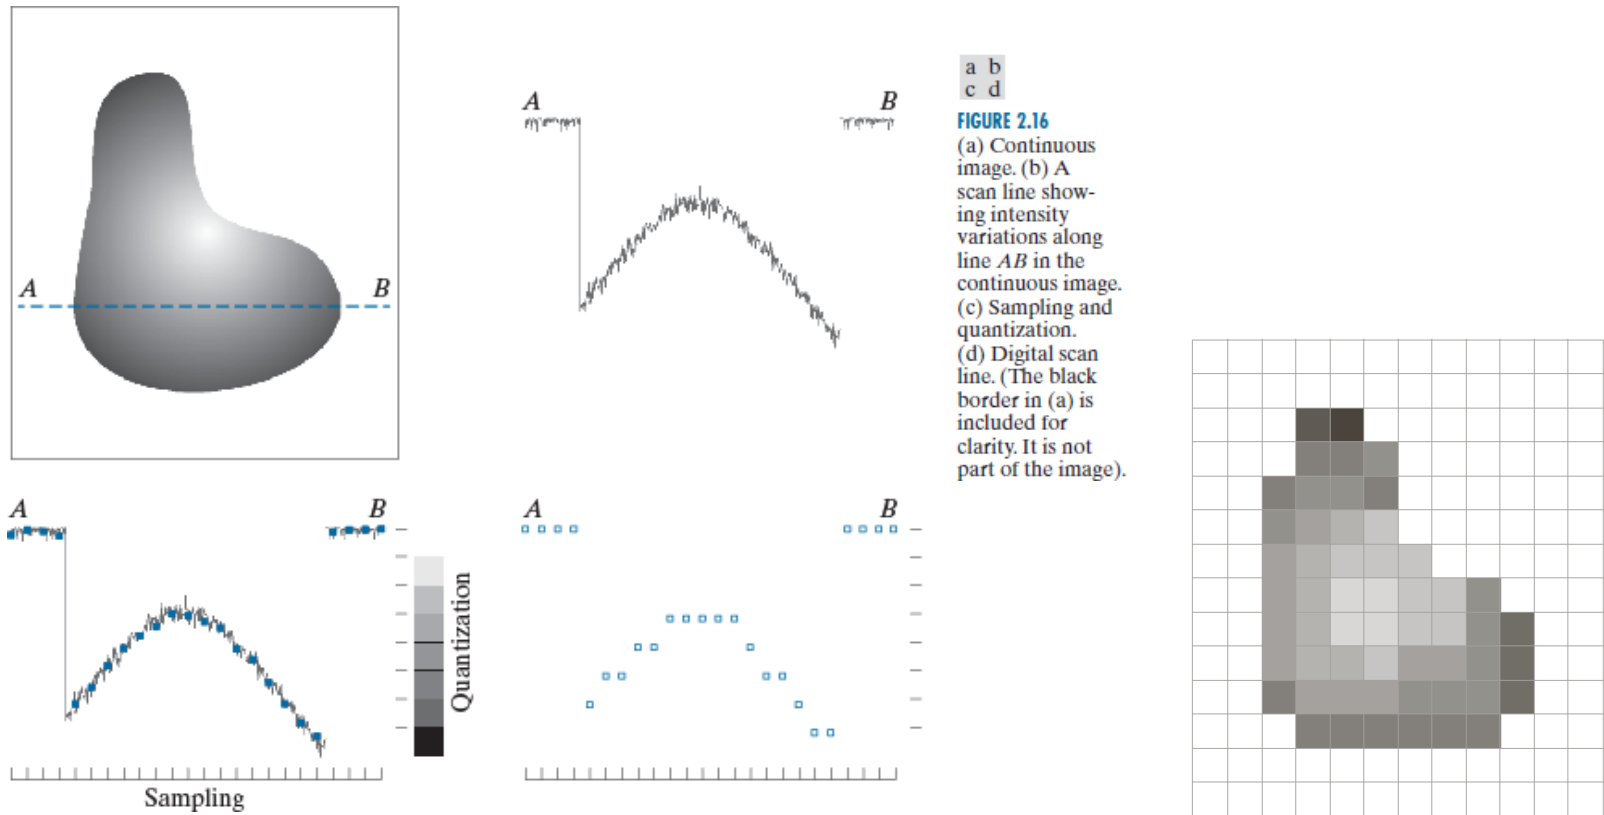 A B
A B
a b
c d
FIGURE 2.16
(a) Continuous
image. (b) A
scan line show-
ing intensity
variations along
line AB in the
continuous image.
(c) Sampling and
quantization.
(d) Digital scan
line. (The black
border in (a) is
included for
clarity. It is not
part of the image).
A B
Quantization
Sampling
A B